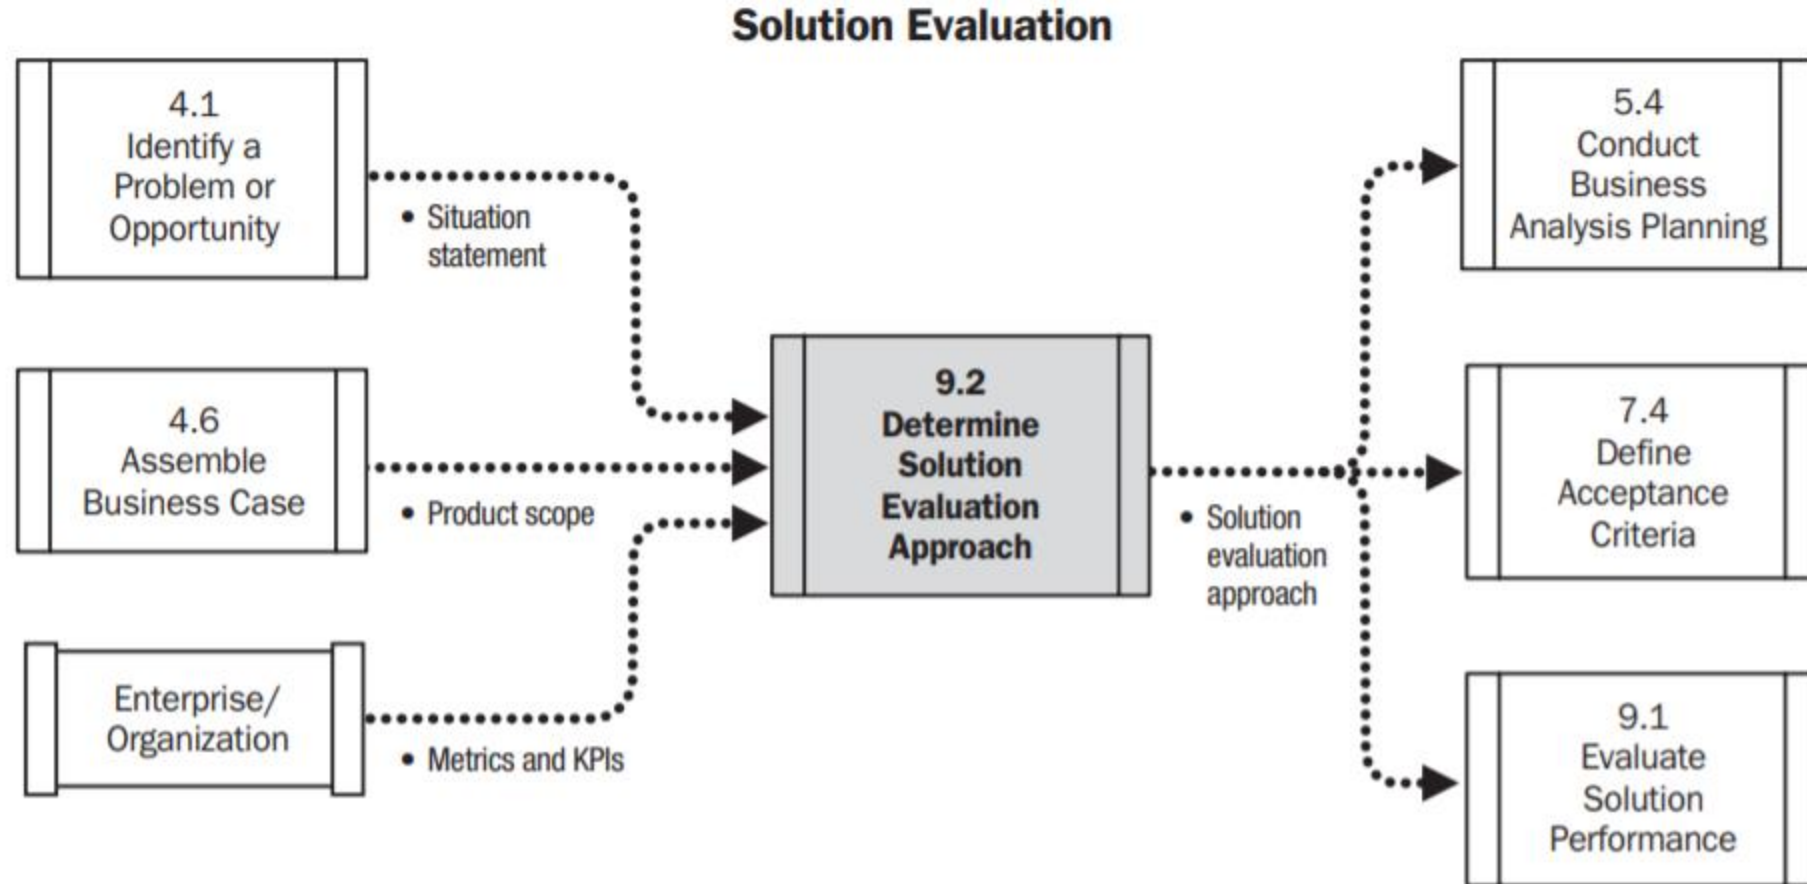 Solution Evaluation
4.1
Identify a
Problem or
Opportunity
• Situation
statement
4.6
Assemble
Business Case
• Product scope
Enterprise/
Organization
• Metrics and KPIs
9.2
Determine
Solution
Evaluation
Approach
• Solution
evaluation
approach
5.4
Conduct
Business
Analysis Planning
7.4
Define
Acceptance
Criteria
9.1
Evaluate
Solution
Performance